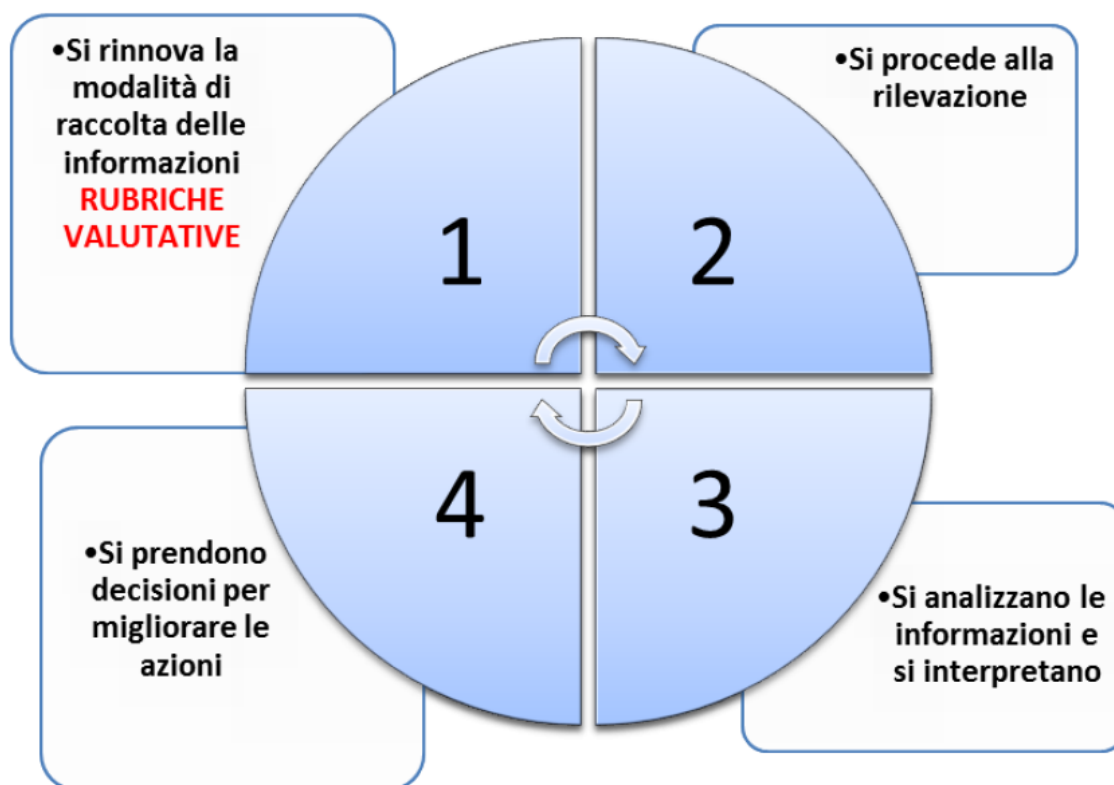 •Si rinnova la
modalità di
raccolta delle
informazioni
RUBRICHE
VALUTATIVE
1
•Si procede alla
rilevazione
2
•Si analizzano le
informazioni e
si interpretano
3
•Si prendono
decisioni per
migliorare le
azioni
4